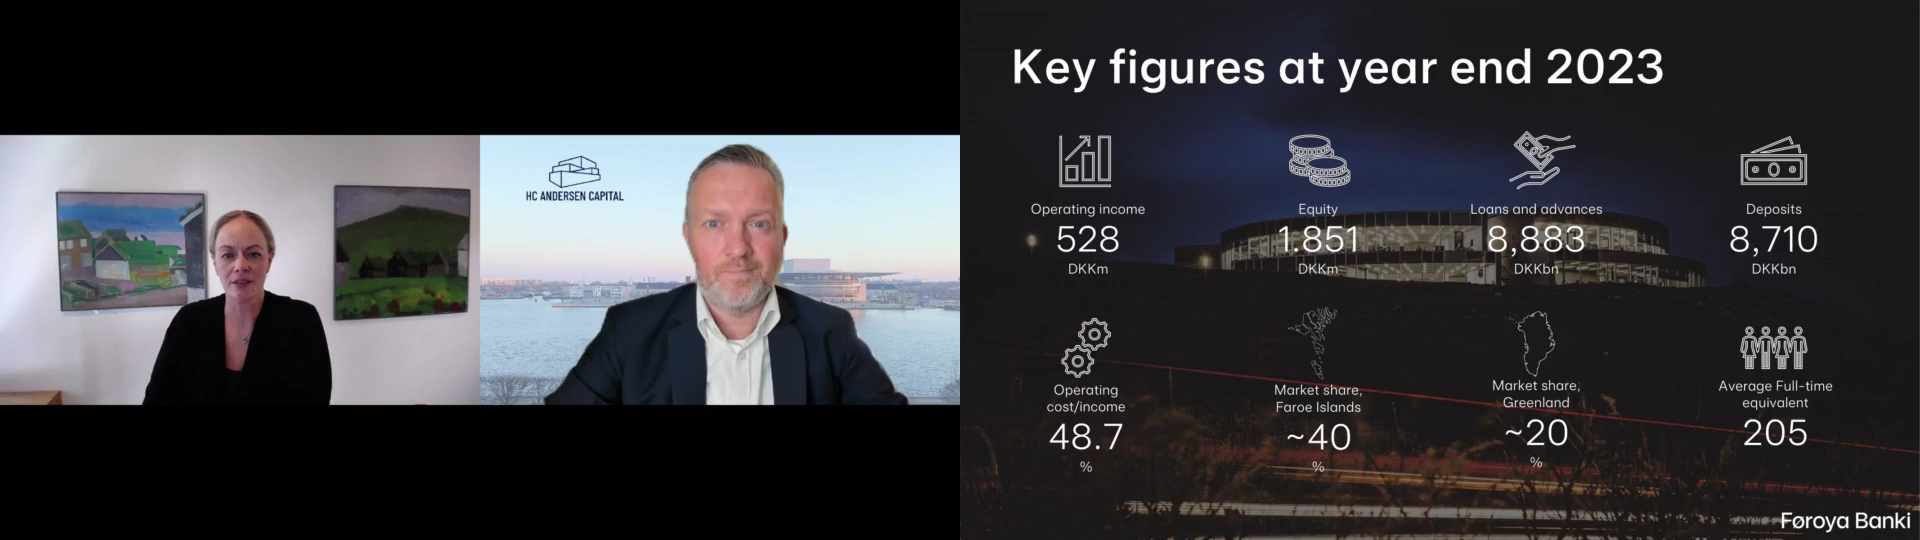 HC ANDERSEN CAPITAL
Key figures at year end 2023
Operating income
528
DKKm
Equity
1.851
DKKm
Loans and advances
8,883
DKKbn
Deposits
8,710
DKKbn
Operating
cost/income
48.7
%
Market share,
Faroe Islands
~40
%
Market share,
Greenland
~20
%
Average Full-time
equivalent
205
Føroya Banki